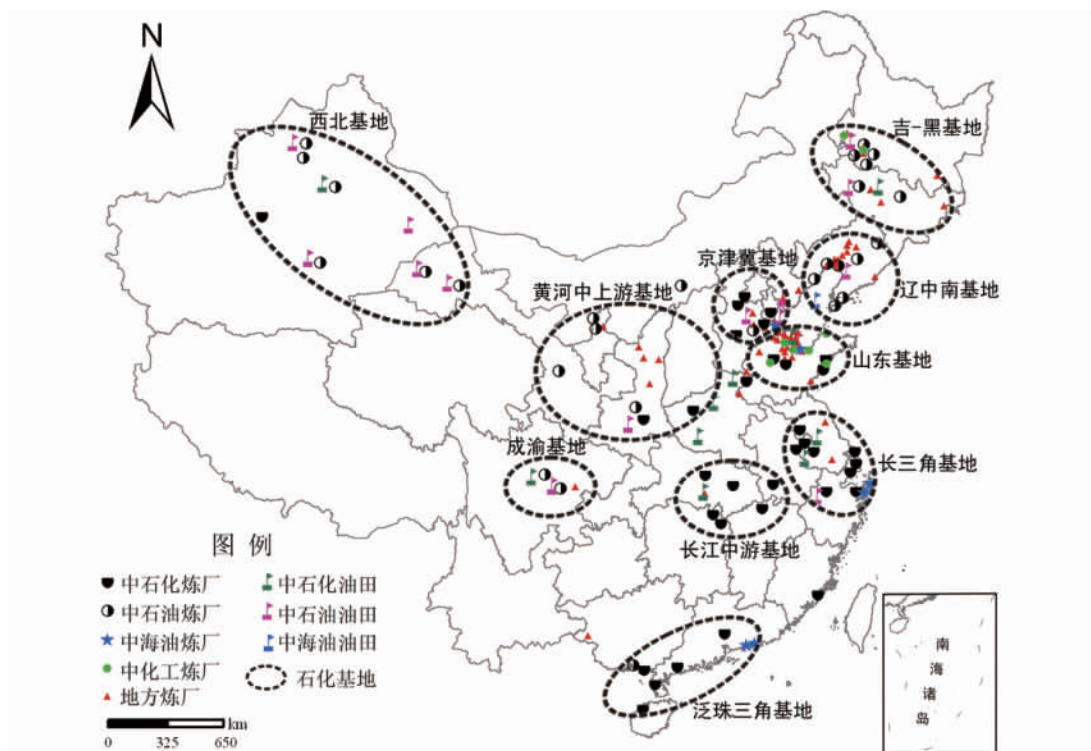 N
西北基地
吉-黑基地
京津冀基地
辽中南基地
黄河中上游基地
山东基地
成渝基地
长三角基地
长江中游基地
泛珠三角基地
图 例
中石化炼厂
中石化油田
中石油炼厂
中石油油田
中海油炼厂
中海油油田
中化工炼厂
石化基地
地方炼厂
km
0 325 650
南
海
诸
岛